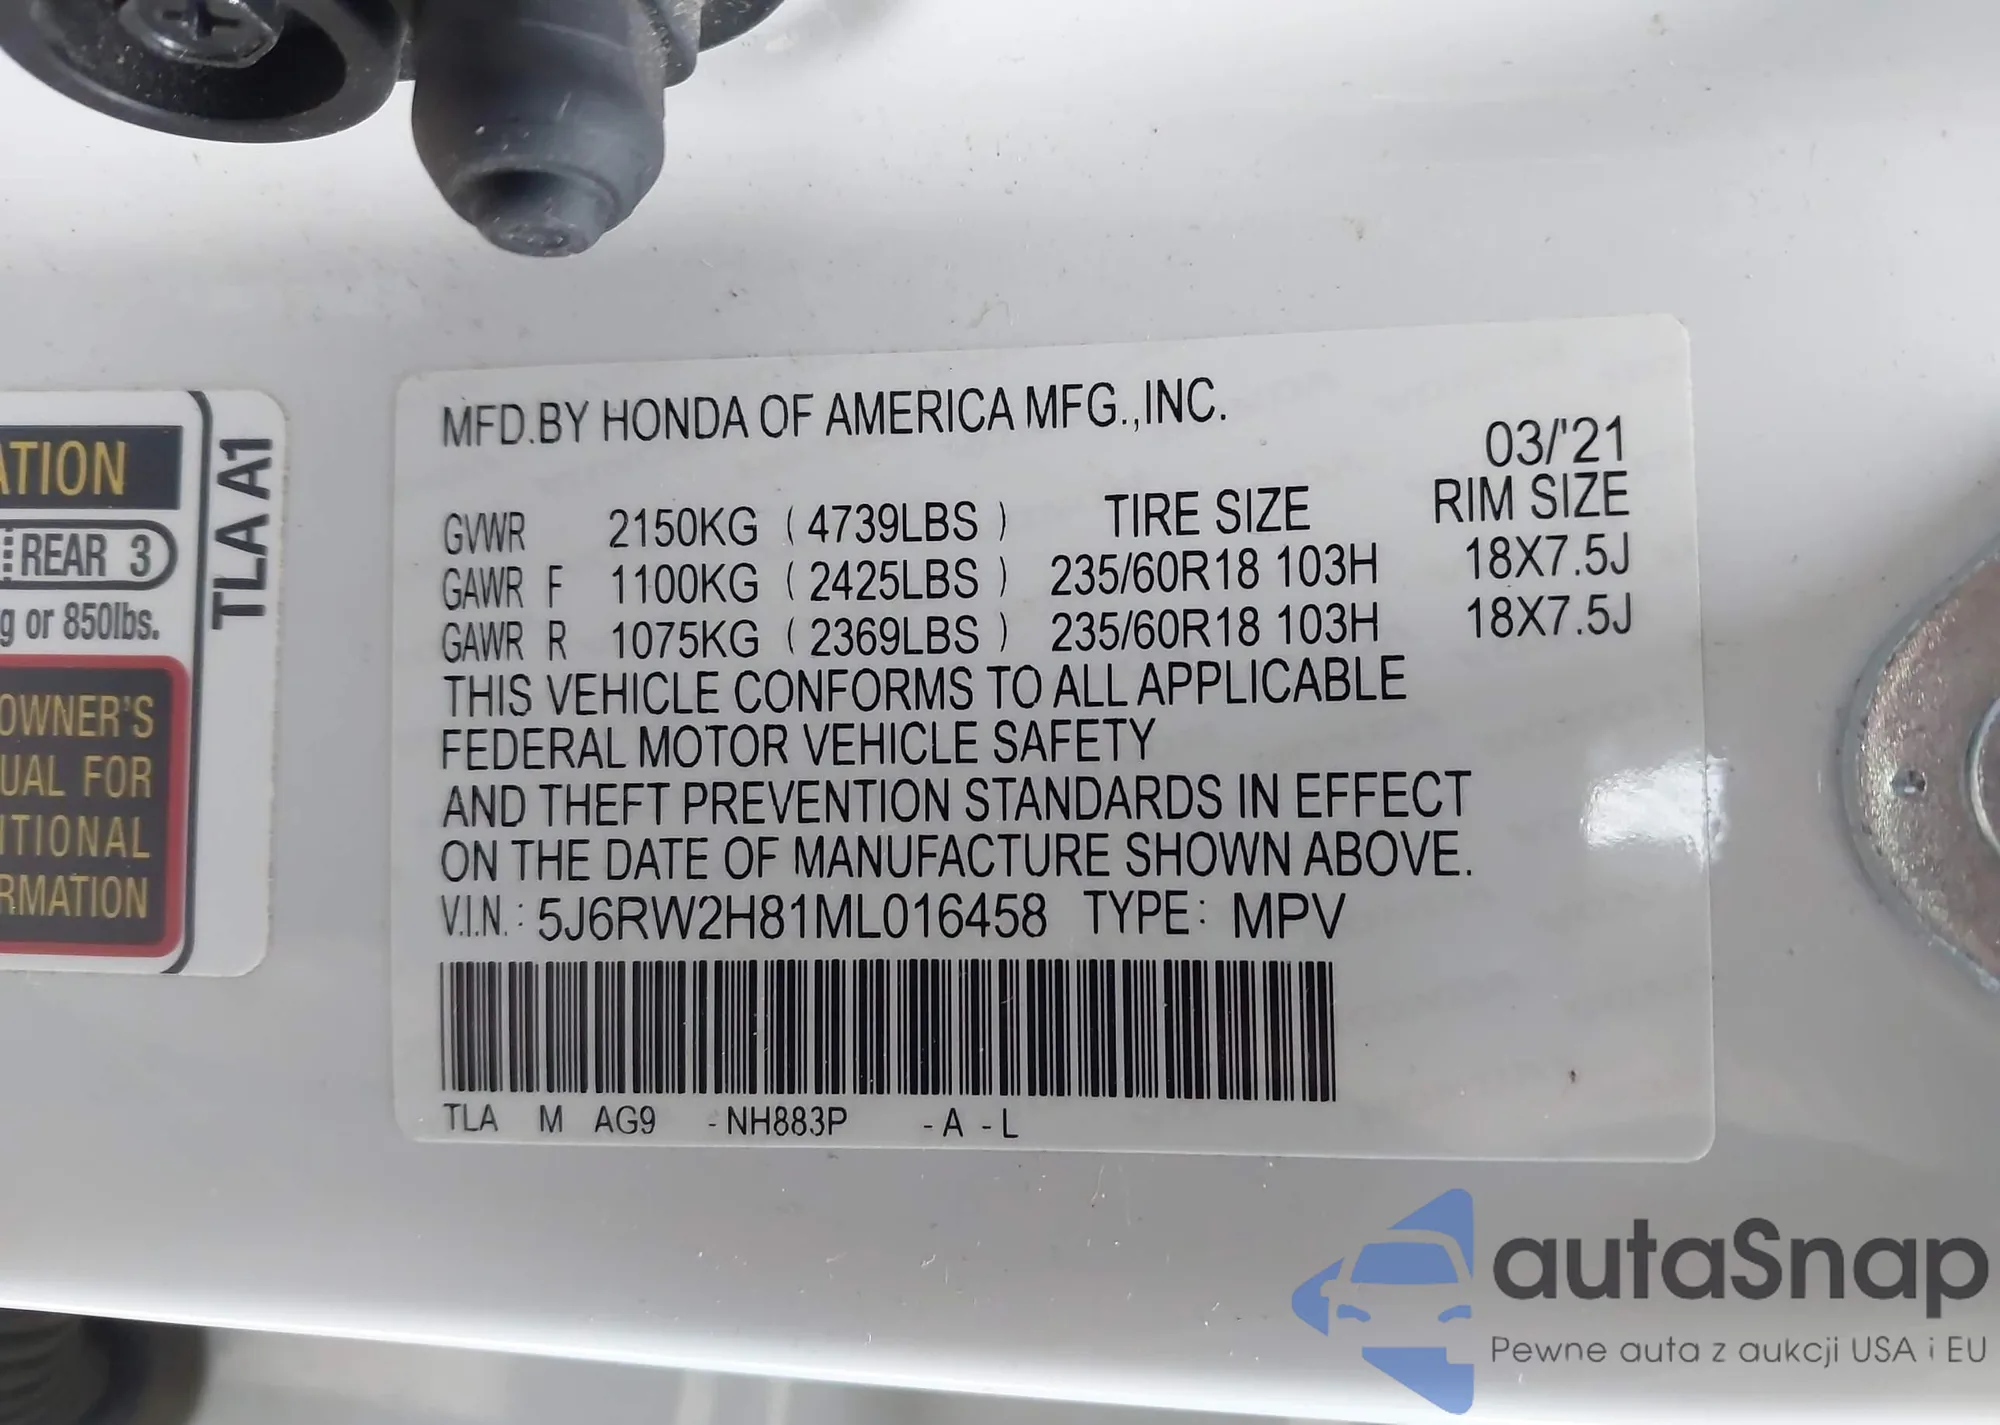 MFD.BY HONDA OF AMERICA MFG.,INC.
03/'21
GVWR 2150KG ( 4739LBS ) TIRE SIZE RIM SIZE
GAWR F 1100KG ( 2425LBS ) 235/60R18 103H 18X7.5J
GAWR R 1075KG ( 2369LBS ) 235/60R18 103H 18X7.5J
THIS VEHICLE CONFORMS TO ALL APPLICABLE
FEDERAL MOTOR VEHICLE SAFETY
AND THEFT PREVENTION STANDARDS IN EFFECT
ON THE DATE OF MANUFACTURE SHOWN ABOVE.
V.I.N.: 5J6RW2H81ML016458 TYPE: MPV
TLA M AG9 -NH883P -A -L
ATION
REAR 3
g or 850lbs.
OWNER'S
UAL FOR
ITIONAL
RMATION
TLA A1
autaSnap
Pewne auta z aukcji USA i EU